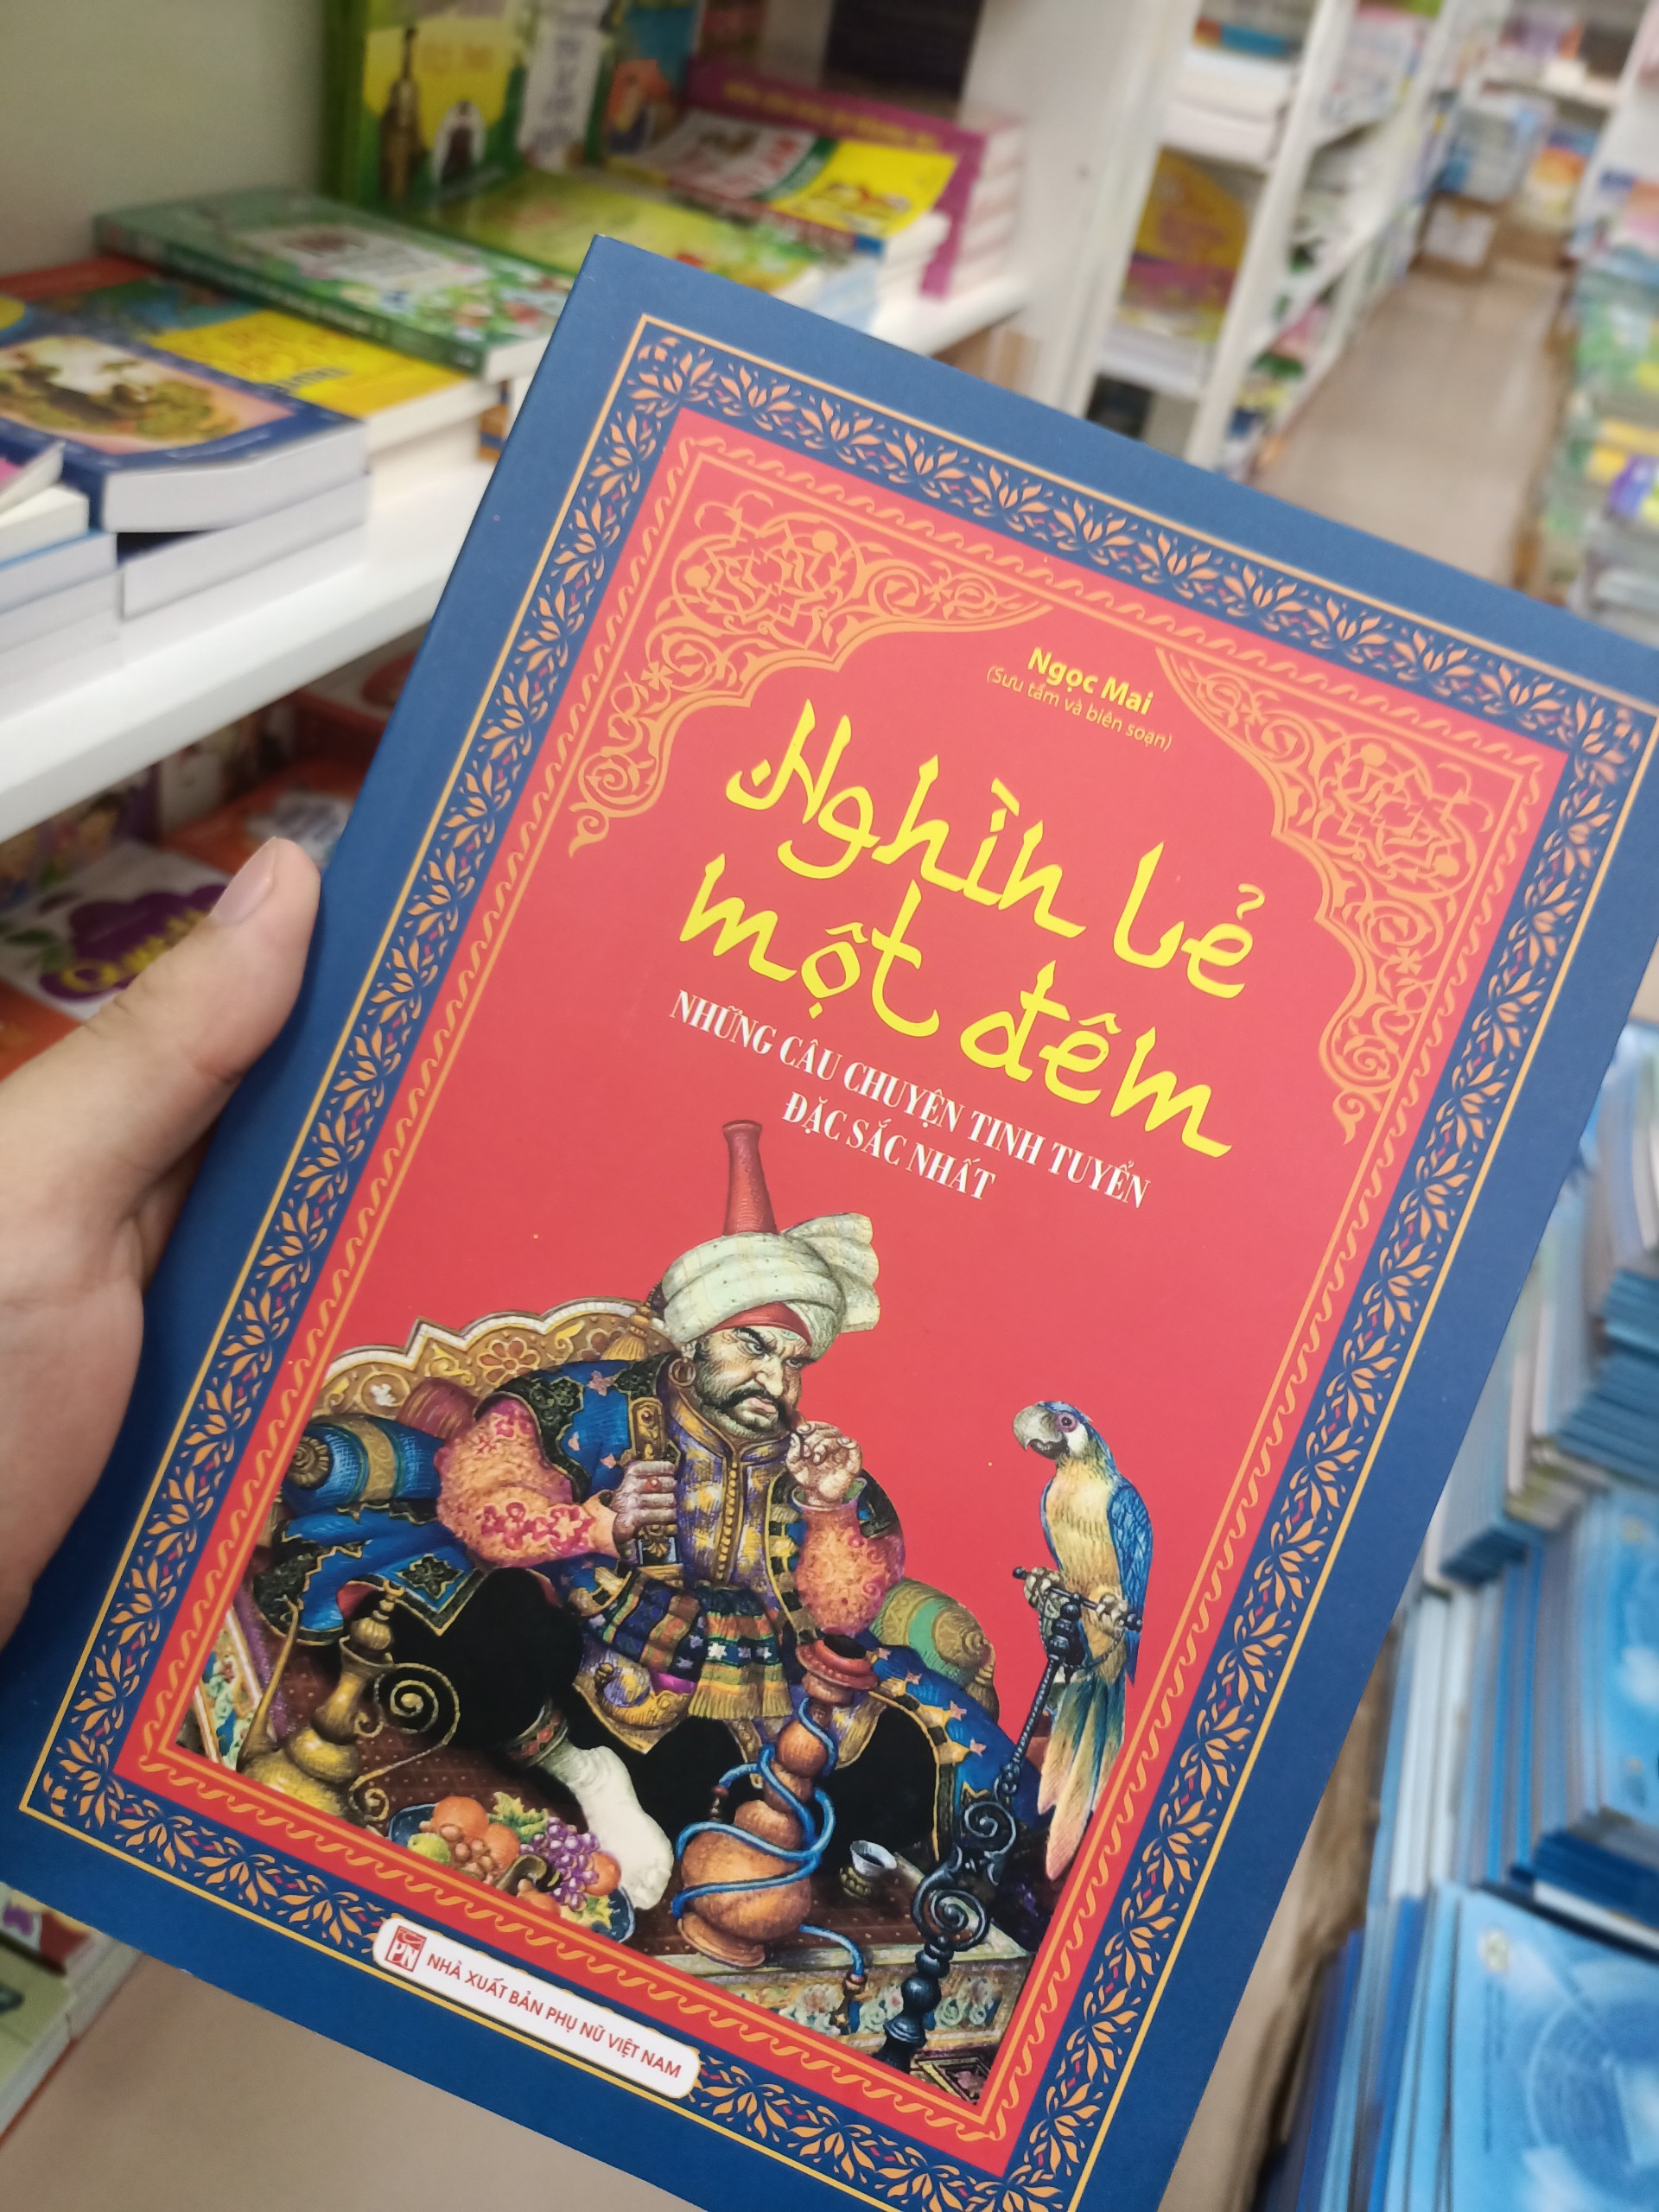 Ngọc Mai
(Sưu tầm và biên soạn)
Nghìn lẻ
một đêm
NHỮNG CÂU CHUYỆN TINH TUYỂN
ĐẶC SẮC NHẤT
PN NHÀ XUẤT BẢN PHỤ NỮ VIỆT NAM